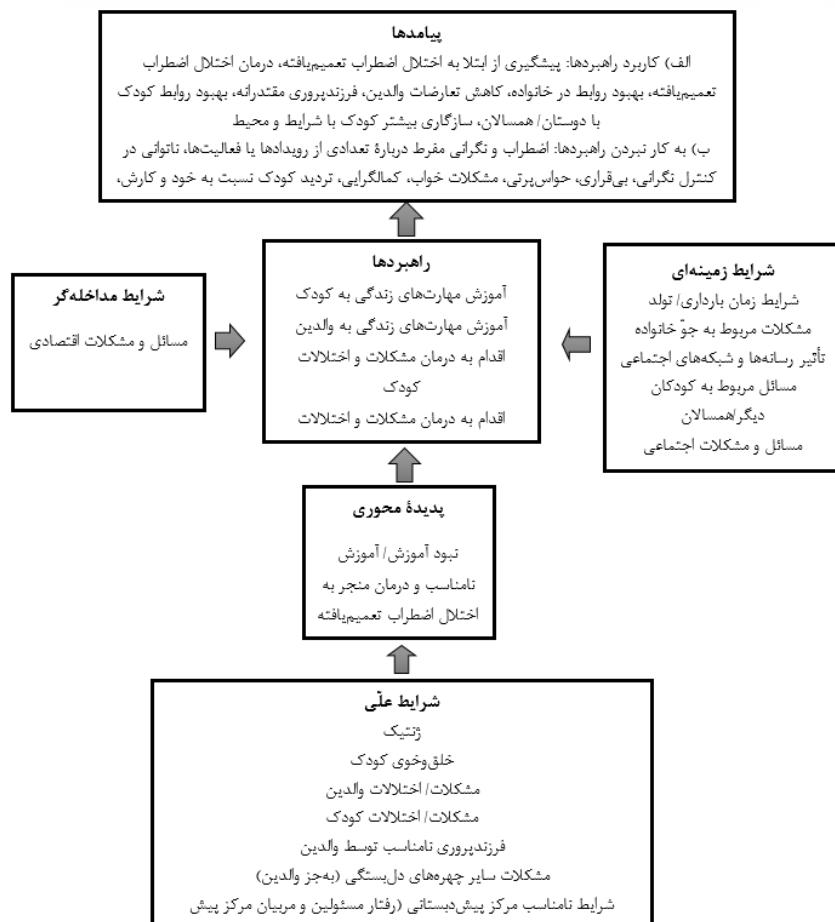 پیامدها
الف) کاربرد راهبردها: پیشگیری از ابتلا به اختلال اضطراب تعمیم‌یافته، درمان اختلال اضطراب
تعمیم‌یافته، بهبود روابط در خانواده، کاهش تعارضات والدین، فرزندپروری مقتدرانه، بهبود روابط کودک
با دوستان/ همسالان، سازگاری بیشتر کودک با شرایط و محیط
ب) به کار نبردن راهبردها: اضطراب و نگرانی مفرط دربارۀ تعدادی از رویدادها یا فعالیت‌ها، ناتوانی در
کنترل نگرانی، بی‌قراری، حواس‌پرتی، مشکلات خواب، کمالگرایی، تردید کودک نسبت به خود و کارش،
شرایط زمینه‌ای
شرایط زمان بارداری/ تولد
مشکلات مربوط به جوّ خانواده
تأثیر رسانه‌ها و شبکه‌های اجتماعی
مسائل مربوط به کودکان
دیگر/همسالان
مسائل و مشکلات اجتماعی
راهبردها
آموزش مهارت‌های زندگی به کودک
آموزش مهارت‌های زندگی به والدین
اقدام به درمان مشکلات و اختلالات
کودک
اقدام به درمان مشکلات و اختلالات
شرایط مداخله‌گر
مسائل و مشکلات اقتصادی
پدیدۀ محوری
نبود آموزش/ آموزش
نامناسب و درمان منجر به
اختلال اضطراب تعمیم‌یافته
شرایط علّی
ژنتیک
خلق‌وخوی کودک
مشکلات/ اختلالات والدین
مشکلات/ اختلالات کودک
فرزندپروری نامناسب توسط والدین
مشکلات سایر چهره‌های دل‌بستگی (به‌جز والدین)
شرایط نامناسب مرکز پیش‌دبستانی (رفتار مسئولین و مربیان مرکز پیش